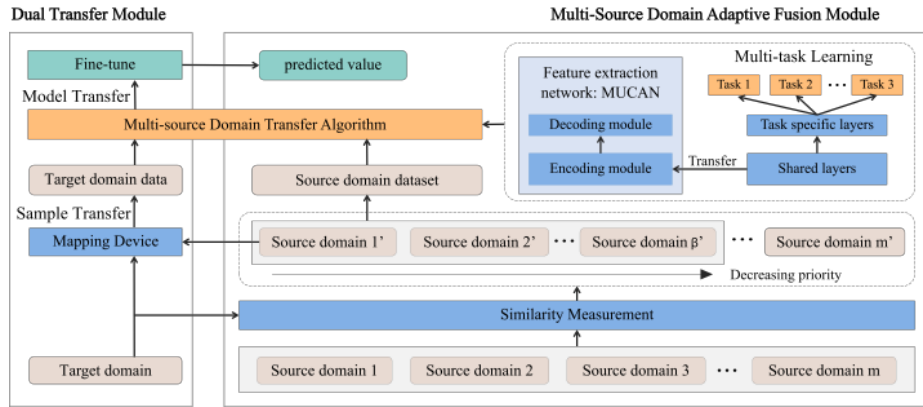 Dual Transfer Module
Multi-Source Domain Adaptive Fusion Module
Fine-tune
predicted value
Model Transfer
Multi-source Domain Transfer Algorithm
Target domain data
Source domain dataset
Sample Transfer
Mapping Device
Target domain
Feature extraction
network: MUCAN
Decoding module
Encoding module
Transfer
Multi-task Learning
Task 1
Task 2
...
Task 3
Task specific layers
Shared layers
Source domain 1’
Source domain 2’
...
Source domain β’
...
Source domain m’
Decreasing priority
Similarity Measurement
Source domain 1
Source domain 2
Source domain 3
...
Source domain m